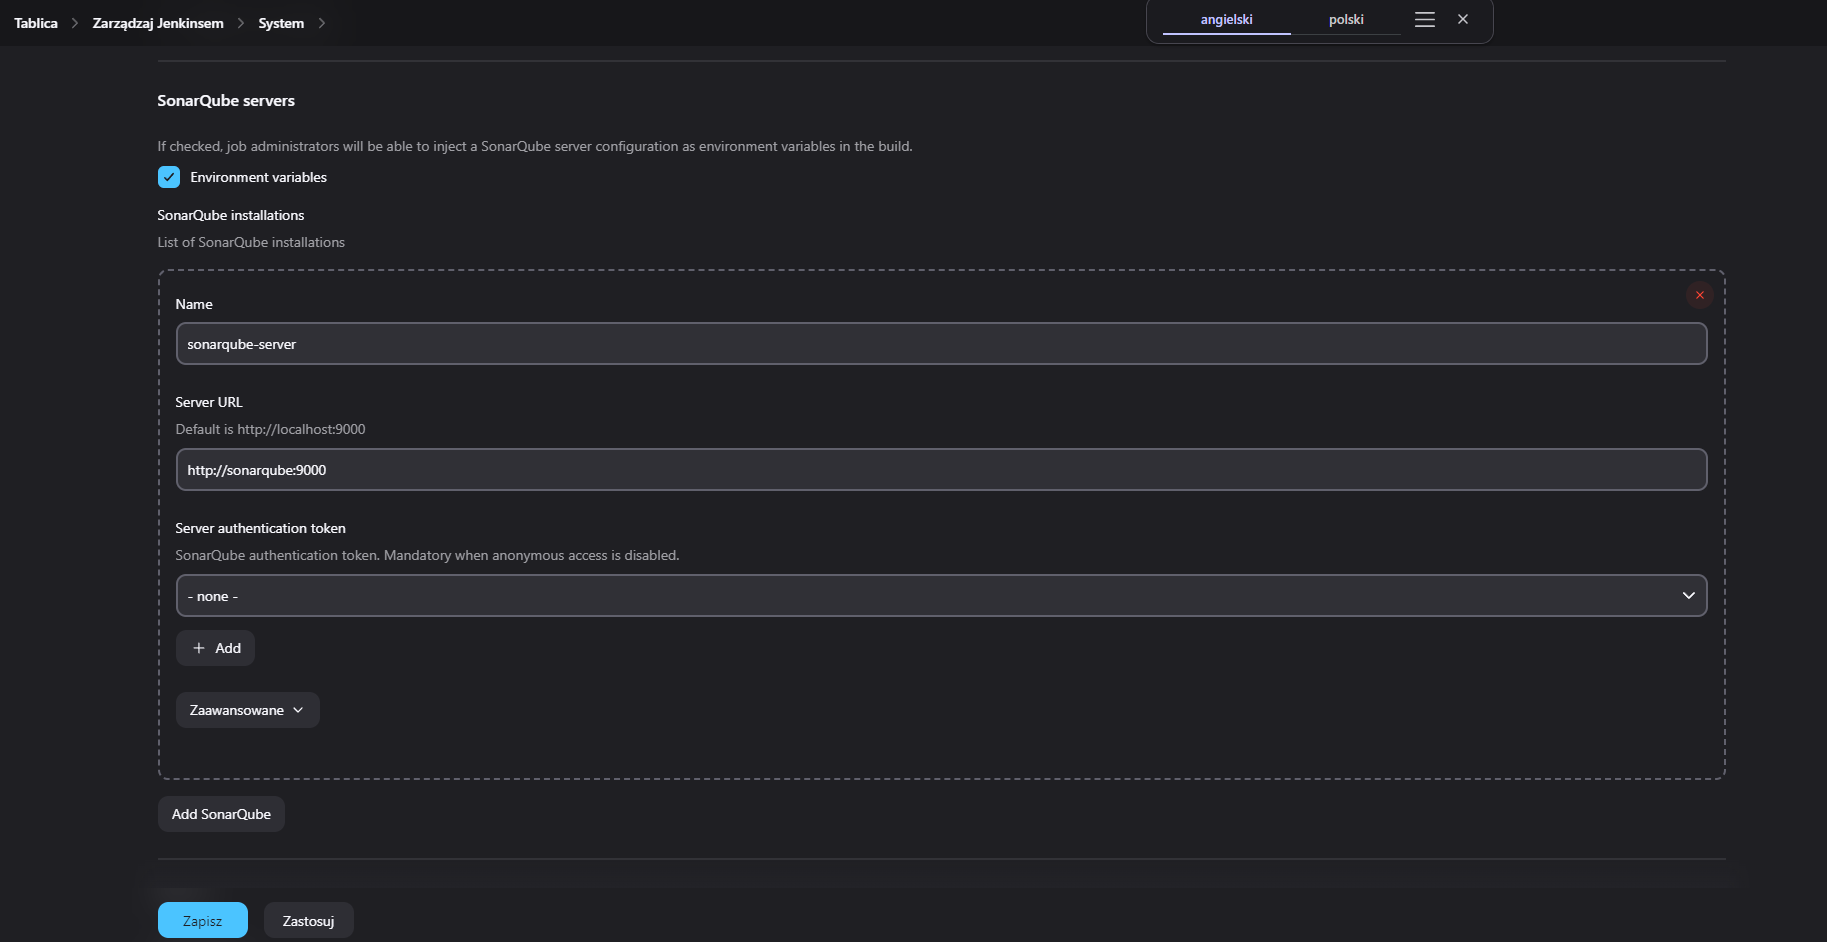 Tablica
Zarządzaj Jenkinsem
System
angielski
polski
SonarQube servers
If checked, job administrators will be able to inject a SonarQube server configuration as environment variables in the build.
Environment variables
SonarQube installations
List of SonarQube installations
Name
sonarqube-server
Server URL
Default is http://localhost:9000
http://sonarqube:9000
Server authentication token
SonarQube authentication token. Mandatory when anonymous access is disabled.
- none -
Add
Zaawansowane
Add SonarQube
Zapisz
Zastosuj